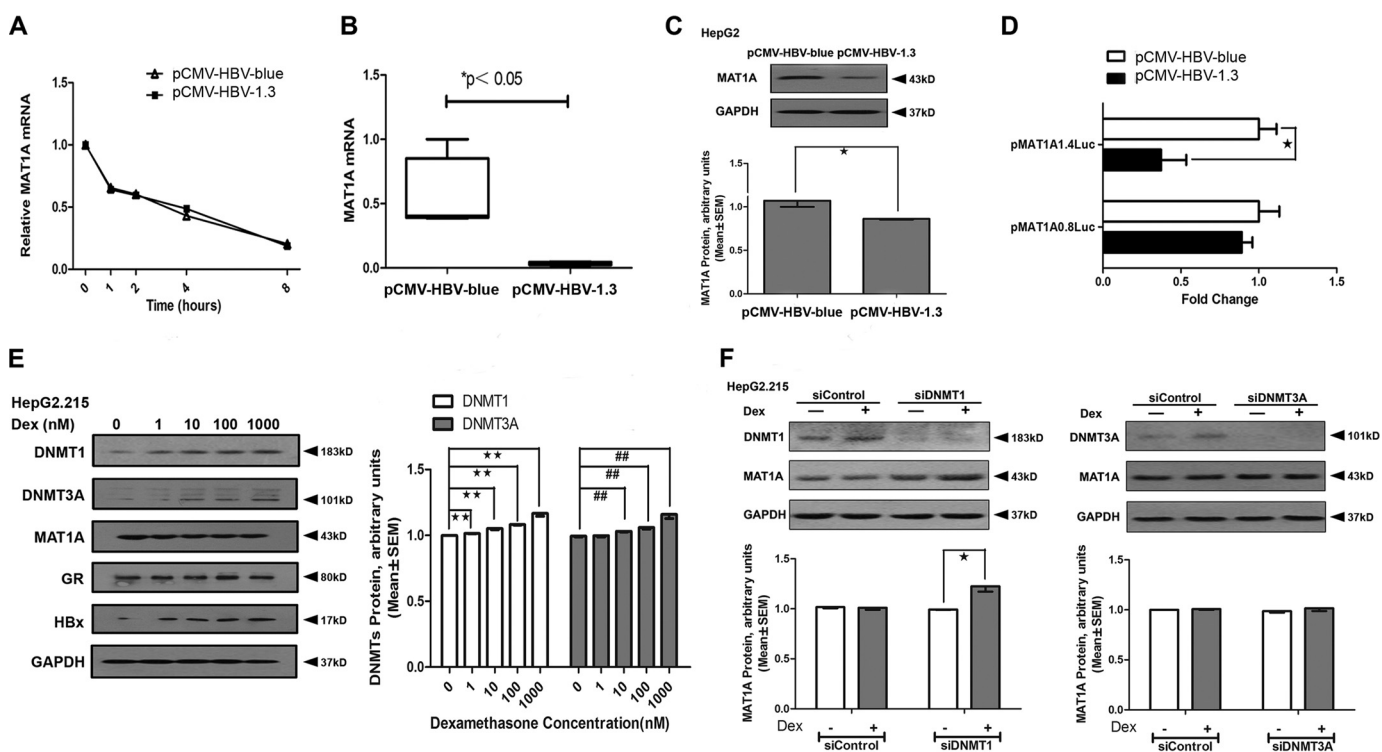 A
pCMV-HBV-blue
pCMV-HBV-1.3
Relative MAT1A mRNA
1.5
1.0
0.5
0.0
0 1 2 4 8
Time (hours)
B
*p< 0.05
MAT1A mRNA
1.5
1.0
0.5
0.0
pCMV-HBV-blue pCMV-HBV-1.3
C
HepG2
pCMV-HBV-blue pCMV-HBV-1.3
MAT1A 43kD
GAPDH 37kD
MAT1A Protein, arbitrary units
(Mean±SEM)
1.5
★
1.0
0.5
0.0
pCMV-HBV-blue pCMV-HBV-1.3
D
pCMV-HBV-blue
pCMV-HBV-1.3
pMAT1A1.4Luc ★
pMAT1A0.8Luc
0.0 0.5 1.0 1.5
Fold Change
E
HepG2.215
Dex (nM) 0 1 10 100 1000
DNMT1 183kD
DNMT3A 101kD
MAT1A 43kD
GR 80kD
HBx 17kD
GAPDH 37kD
DNMT1
DNMT3A
DNMTs Protein, arbitrary units
(Mean±SEM)
1.5
1.0
0.5
0.0
★★ ##
★★ ##
★★ ##
★★
0 1 10 100 1000 0 1 10 100 1000
Dexamethasone Concentration(nM)
F
HepG2.215
siControl siDNMT1
Dex — + — +
DNMT1 183kD
MAT1A 43kD
GAPDH 37kD
MAT1A Protein, arbitrary units
(Mean±SEM)
1.5
★
1.0
0.5
0.0
Dex - + - +
siControl siDNMT1
siControl siDNMT3A
Dex — + — +
DNMT3A 101kD
MAT1A 43kD
GAPDH 37kD
MAT1A Protein, arbitrary units
(Mean±SEM)
1.5
1.0
0.5
0.0
Dex - + - +
siControl siDNMT3A